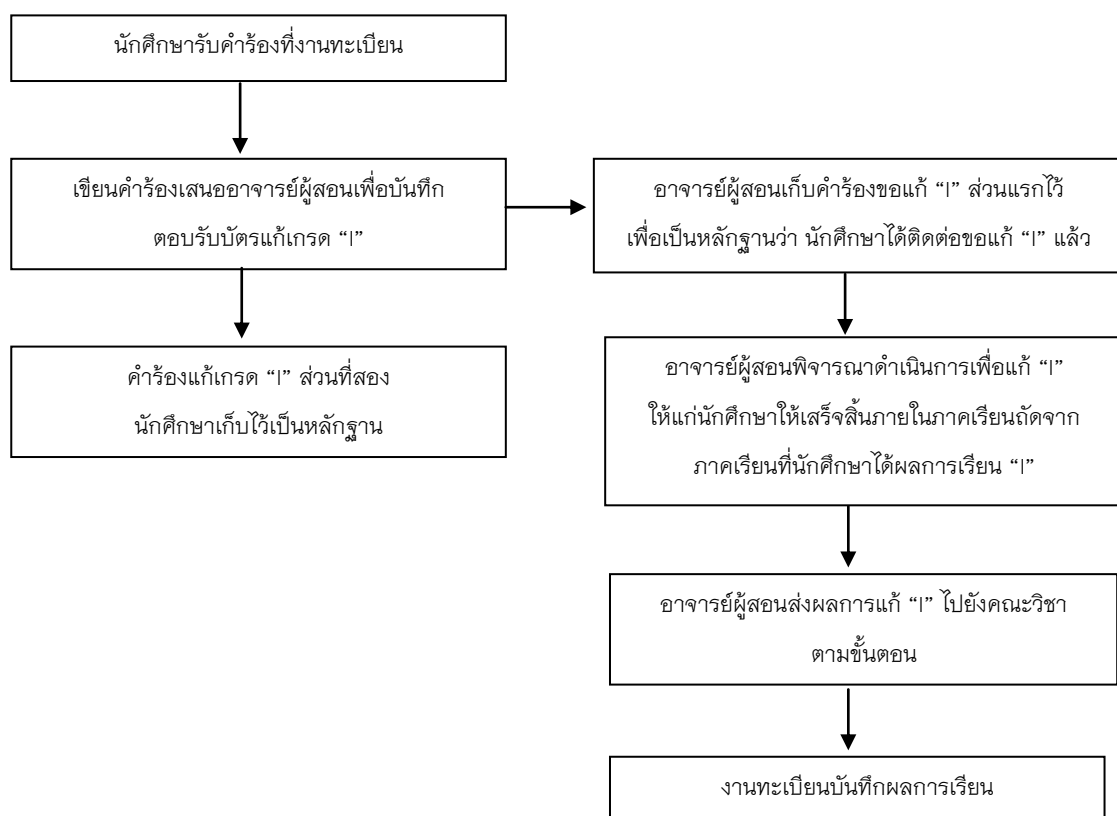 นักศึกษารับคำร้องที่งานทะเบียน
เขียนคำร้องเสนออาจารย์ผู้สอนเพื่อบันทึก
ตอบรับบัตรแก้เกรด “I”
อาจารย์ผู้สอนเก็บคำร้องขอแก้ “I” ส่วนแรกไว้
เพื่อเป็นหลักฐานว่า นักศึกษาได้ติดต่อขอแก้ “I” แล้ว
คำร้องแก้เกรด “I” ส่วนที่สอง
นักศึกษาเก็บไว้เป็นหลักฐาน
อาจารย์ผู้สอนพิจารณาดำเนินการเพื่อแก้ “I”
ให้แก่นักศึกษาให้เสร็จสิ้นภายในภาคเรียนถัดจาก
ภาคเรียนที่นักศึกษาได้ผลการเรียน “I”
อาจารย์ผู้สอนส่งผลการแก้ “I” ไปยังคณะวิชา
ตามขั้นตอน
งานทะเบียนบันทึกผลการเรียน